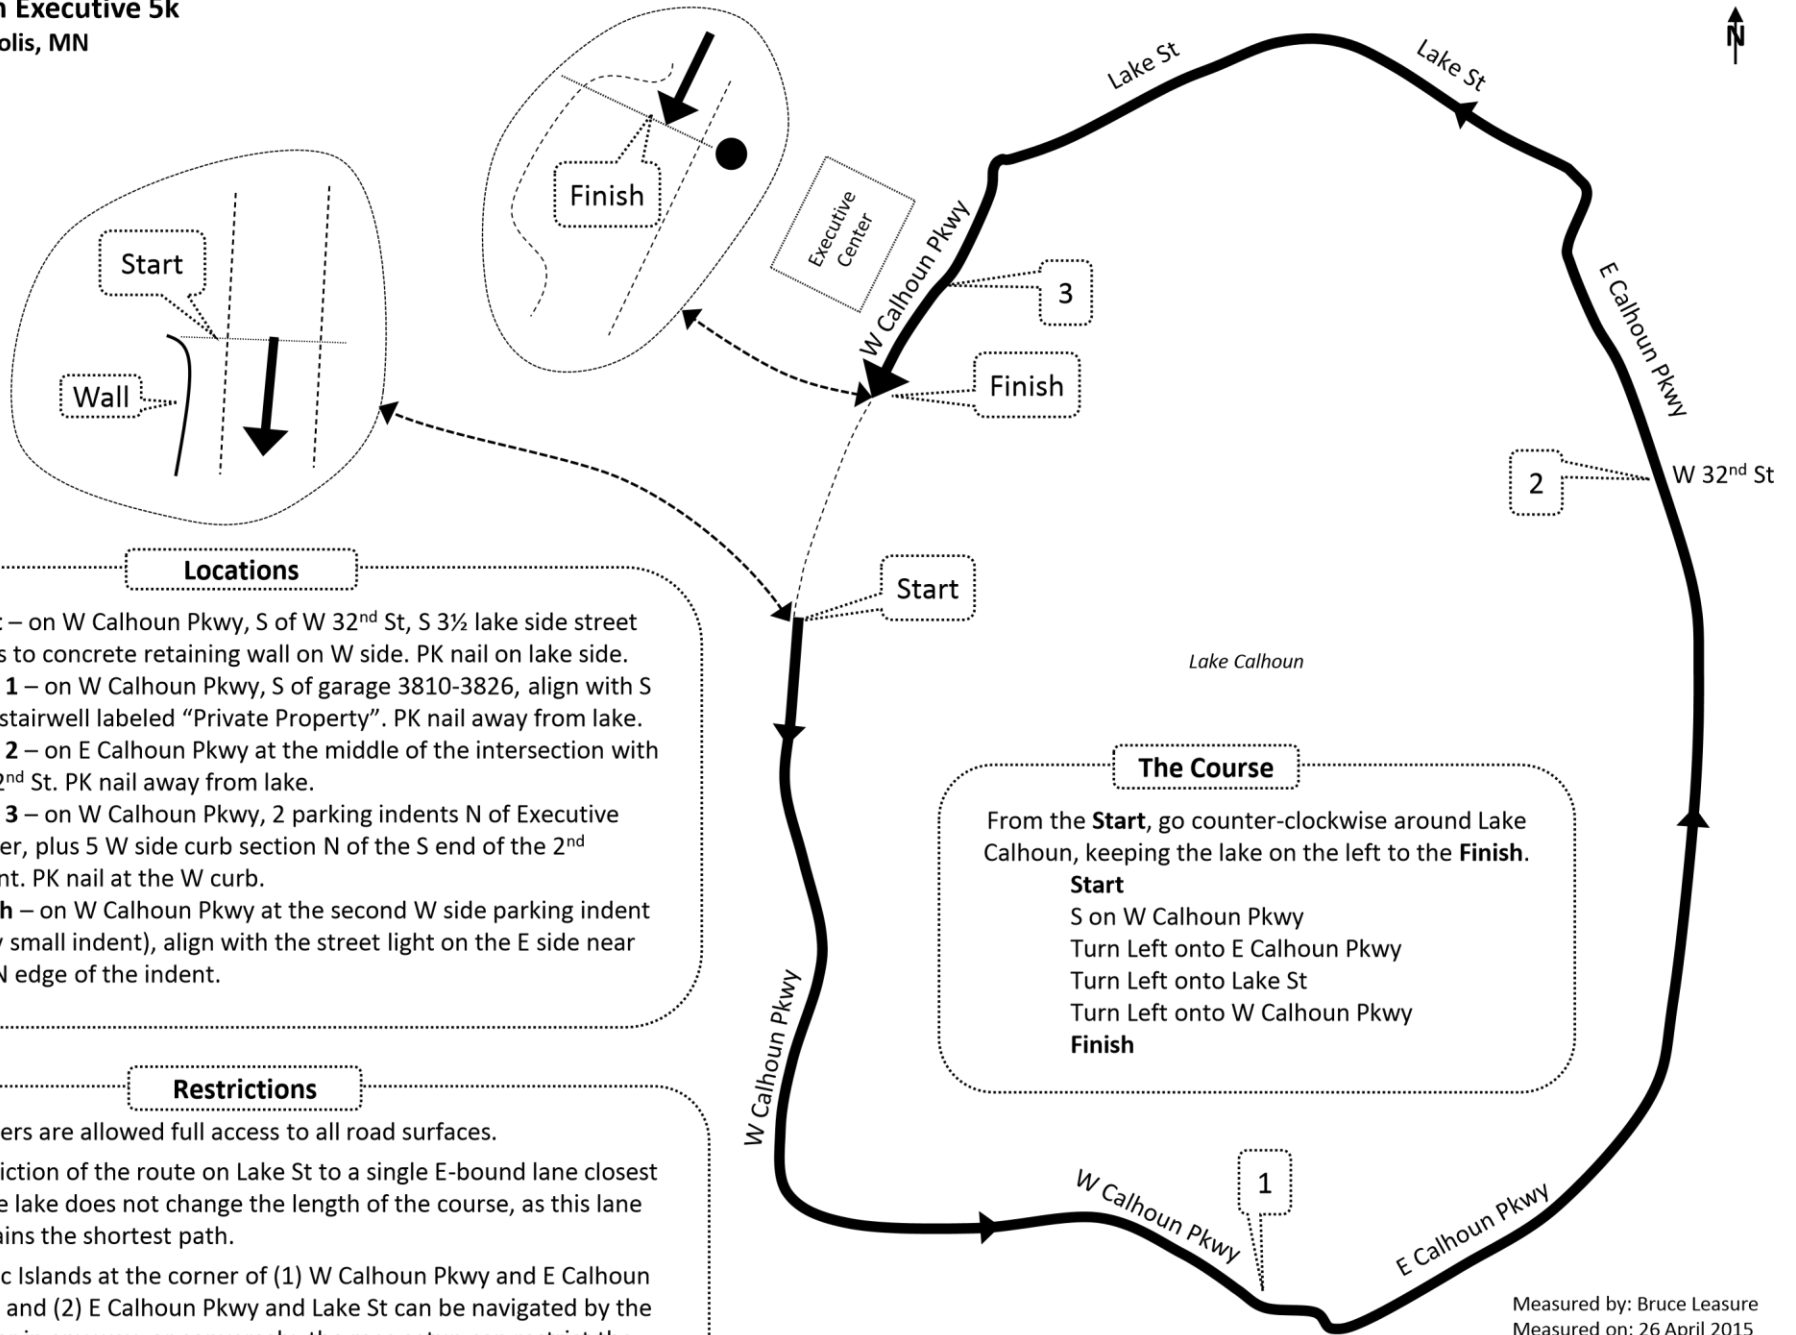 n Executive 5k
olis, MN
N
Lake St
Lake St
Finish
Executive
Center
W Calhoun Pkwy
3
Start
Wall
Finish
E Calhoun Pkwy
2
W 32nd St
Start
Lake Calhoun
Locations
– on W Calhoun Pkwy, S of W 32nd St, S 3½ lake side street
s to concrete retaining wall on W side. PK nail on lake side.
1 – on W Calhoun Pkwy, S of garage 3810-3826, align with S
stairwell labeled “Private Property”. PK nail away from lake.
2 – on E Calhoun Pkwy at the middle of the intersection with
2nd St. PK nail away from lake.
3 – on W Calhoun Pkwy, 2 parking indents N of Executive
er, plus 5 W side curb section N of the S end of the 2nd
nt. PK nail at the W curb.
h – on W Calhoun Pkwy at the second W side parking indent
y small indent), align with the street light on the E side near
N edge of the indent.
The Course
From the Start, go counter-clockwise around Lake
Calhoun, keeping the lake on the left to the Finish.
Start
S on W Calhoun Pkwy
Turn Left onto E Calhoun Pkwy
Turn Left onto Lake St
Turn Left onto W Calhoun Pkwy
Finish
W Calhoun Pkwy
Restrictions
ers are allowed full access to all road surfaces.
iction of the route on Lake St to a single E-bound lane closest
e lake does not change the length of the course, as this lane
ains the shortest path.
c Islands at the corner of (1) W Calhoun Pkwy and E Calhoun
and (2) E Calhoun Pkwy and Lake St can be navigated by the
W Calhoun Pkwy
1
E Calhoun Pkwy
Measured by: Bruce Leasure
Measured on: 26 April 2015